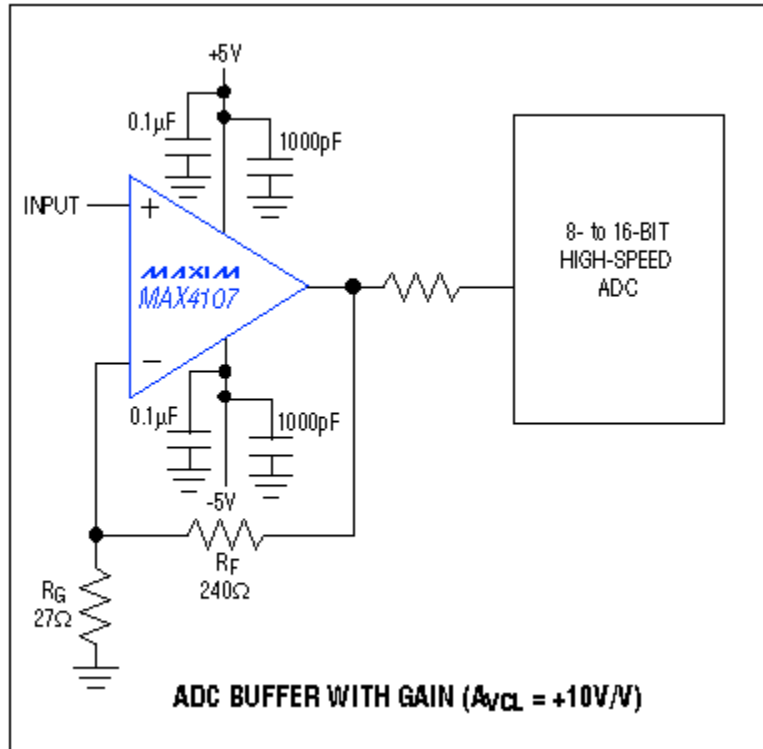 +5V
0.1µF
1000pF
INPUT
+
MAXIM
MAX4107
−
8- to 16-BIT
HIGH-SPEED
ADC
0.1µF
1000pF
-5V
RF
240Ω
RG
27Ω
ADC BUFFER WITH GAIN (AVCL = +10V/V)